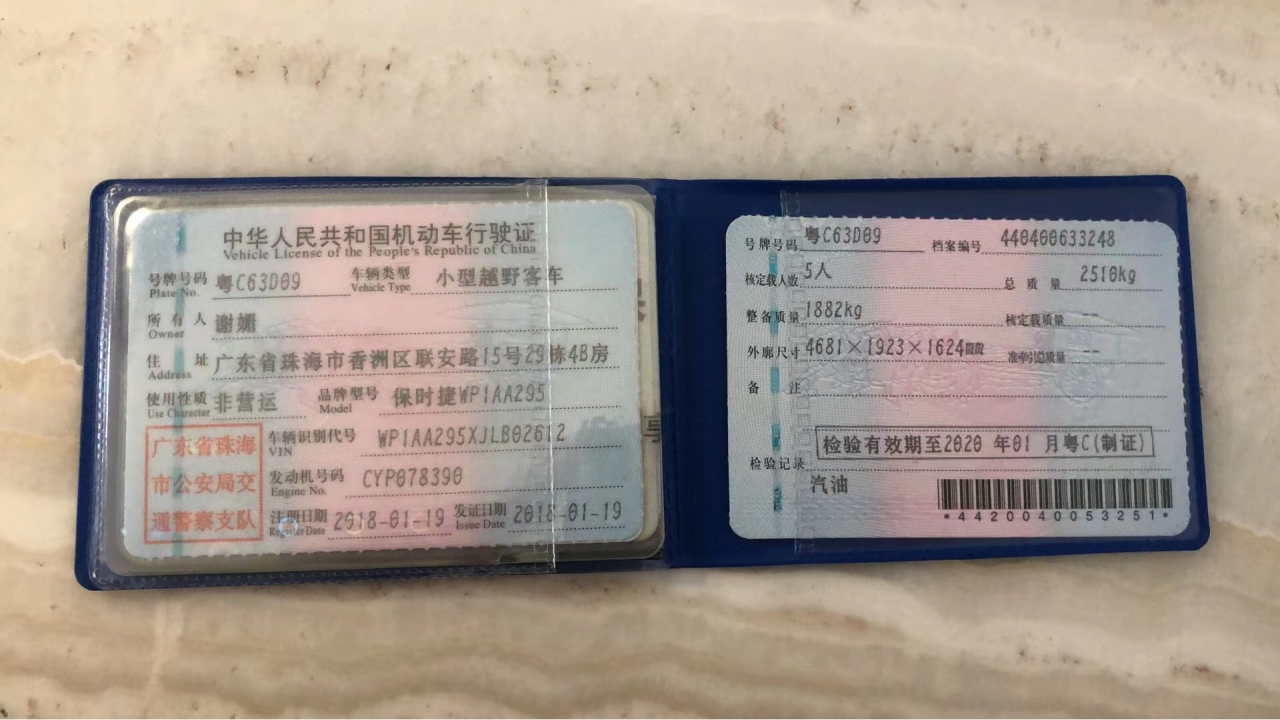 中华人民共和国机动车行驶证
Vehicle License of the People's Republic of China
号牌号码 粤C63D09 车辆类型 小型越野客车
Plate No. Vehicle Type
所有人 谢媚
Owner
住址 广东省珠海市香洲区联安路15号29栋4B房
Address
使用性质 非营运 品牌型号 保时捷WP1AA295
Use Character Model
广东省珠海
市公安局交
通警察支队
车辆识别代号 WP1AA295XJLB02612
VIN
发动机号码 CYP078390
Engine No.
注册日期 2018-01-19 发证日期 2018-01-19
Register Date Issue Date
号牌号码 粤C63D09 档案编号 440400633248
核定载人数 5人 总质量 2510kg
整备质量 1882kg 核定载质量 --
外廓尺寸 4681×1923×1624mm 准牵引总质量 --
备注
检验记录 检验有效期至2020 年01 月粤C(制证)
汽油
*4420040053251*
号